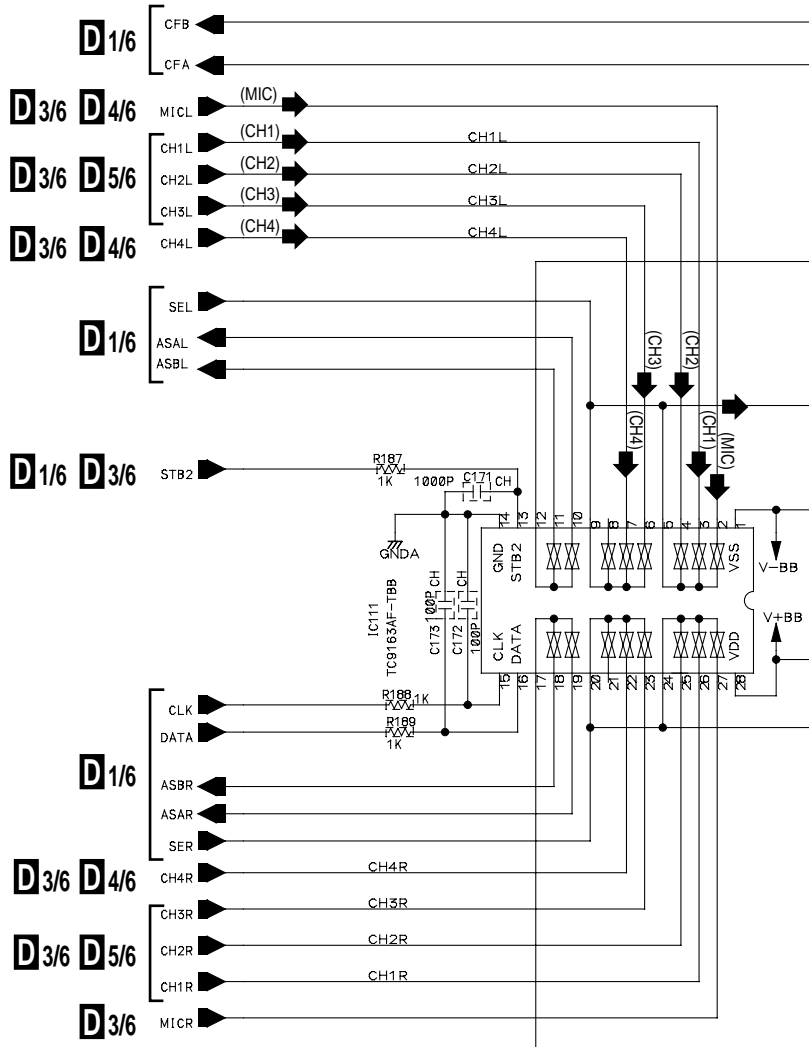 D 1/6
CFB
CFA
D 3/6 D 4/6
MICL
(MIC)
D 3/6 D 5/6
CH1L
(CH1)
CH1L
CH2L
(CH2)
CH2L
CH3L
(CH3)
CH3L
D 3/6 D 4/6
CH4L
(CH4)
CH4L
D 1/6
SEL
ASAL
ASBL
(CH3)
(CH2)
(CH4)
(CH1)
(MIC)
D 1/6 D 3/6
STB2
R187
1K
1000P
C171
CH
GNDA
14
13
12
11
10
9
8
7
6
5
4
3
2
1
GND
STB2
VSS
V-BB
IC111
TC9163AF-TBB
C173
100P
CH
C172
100P
CH
CLK
DATA
VDD
V+BB
15
16
17
18
19
20
21
22
23
24
25
26
27
28
D 1/6
CLK
R188
1K
DATA
R189
1K
ASBR
ASAR
SER
D 3/6 D 4/6
CH4R
CH4R
D 3/6 D 5/6
CH3R
CH3R
CH2R
CH2R
CH1R
CH1R
D 3/6
MICR